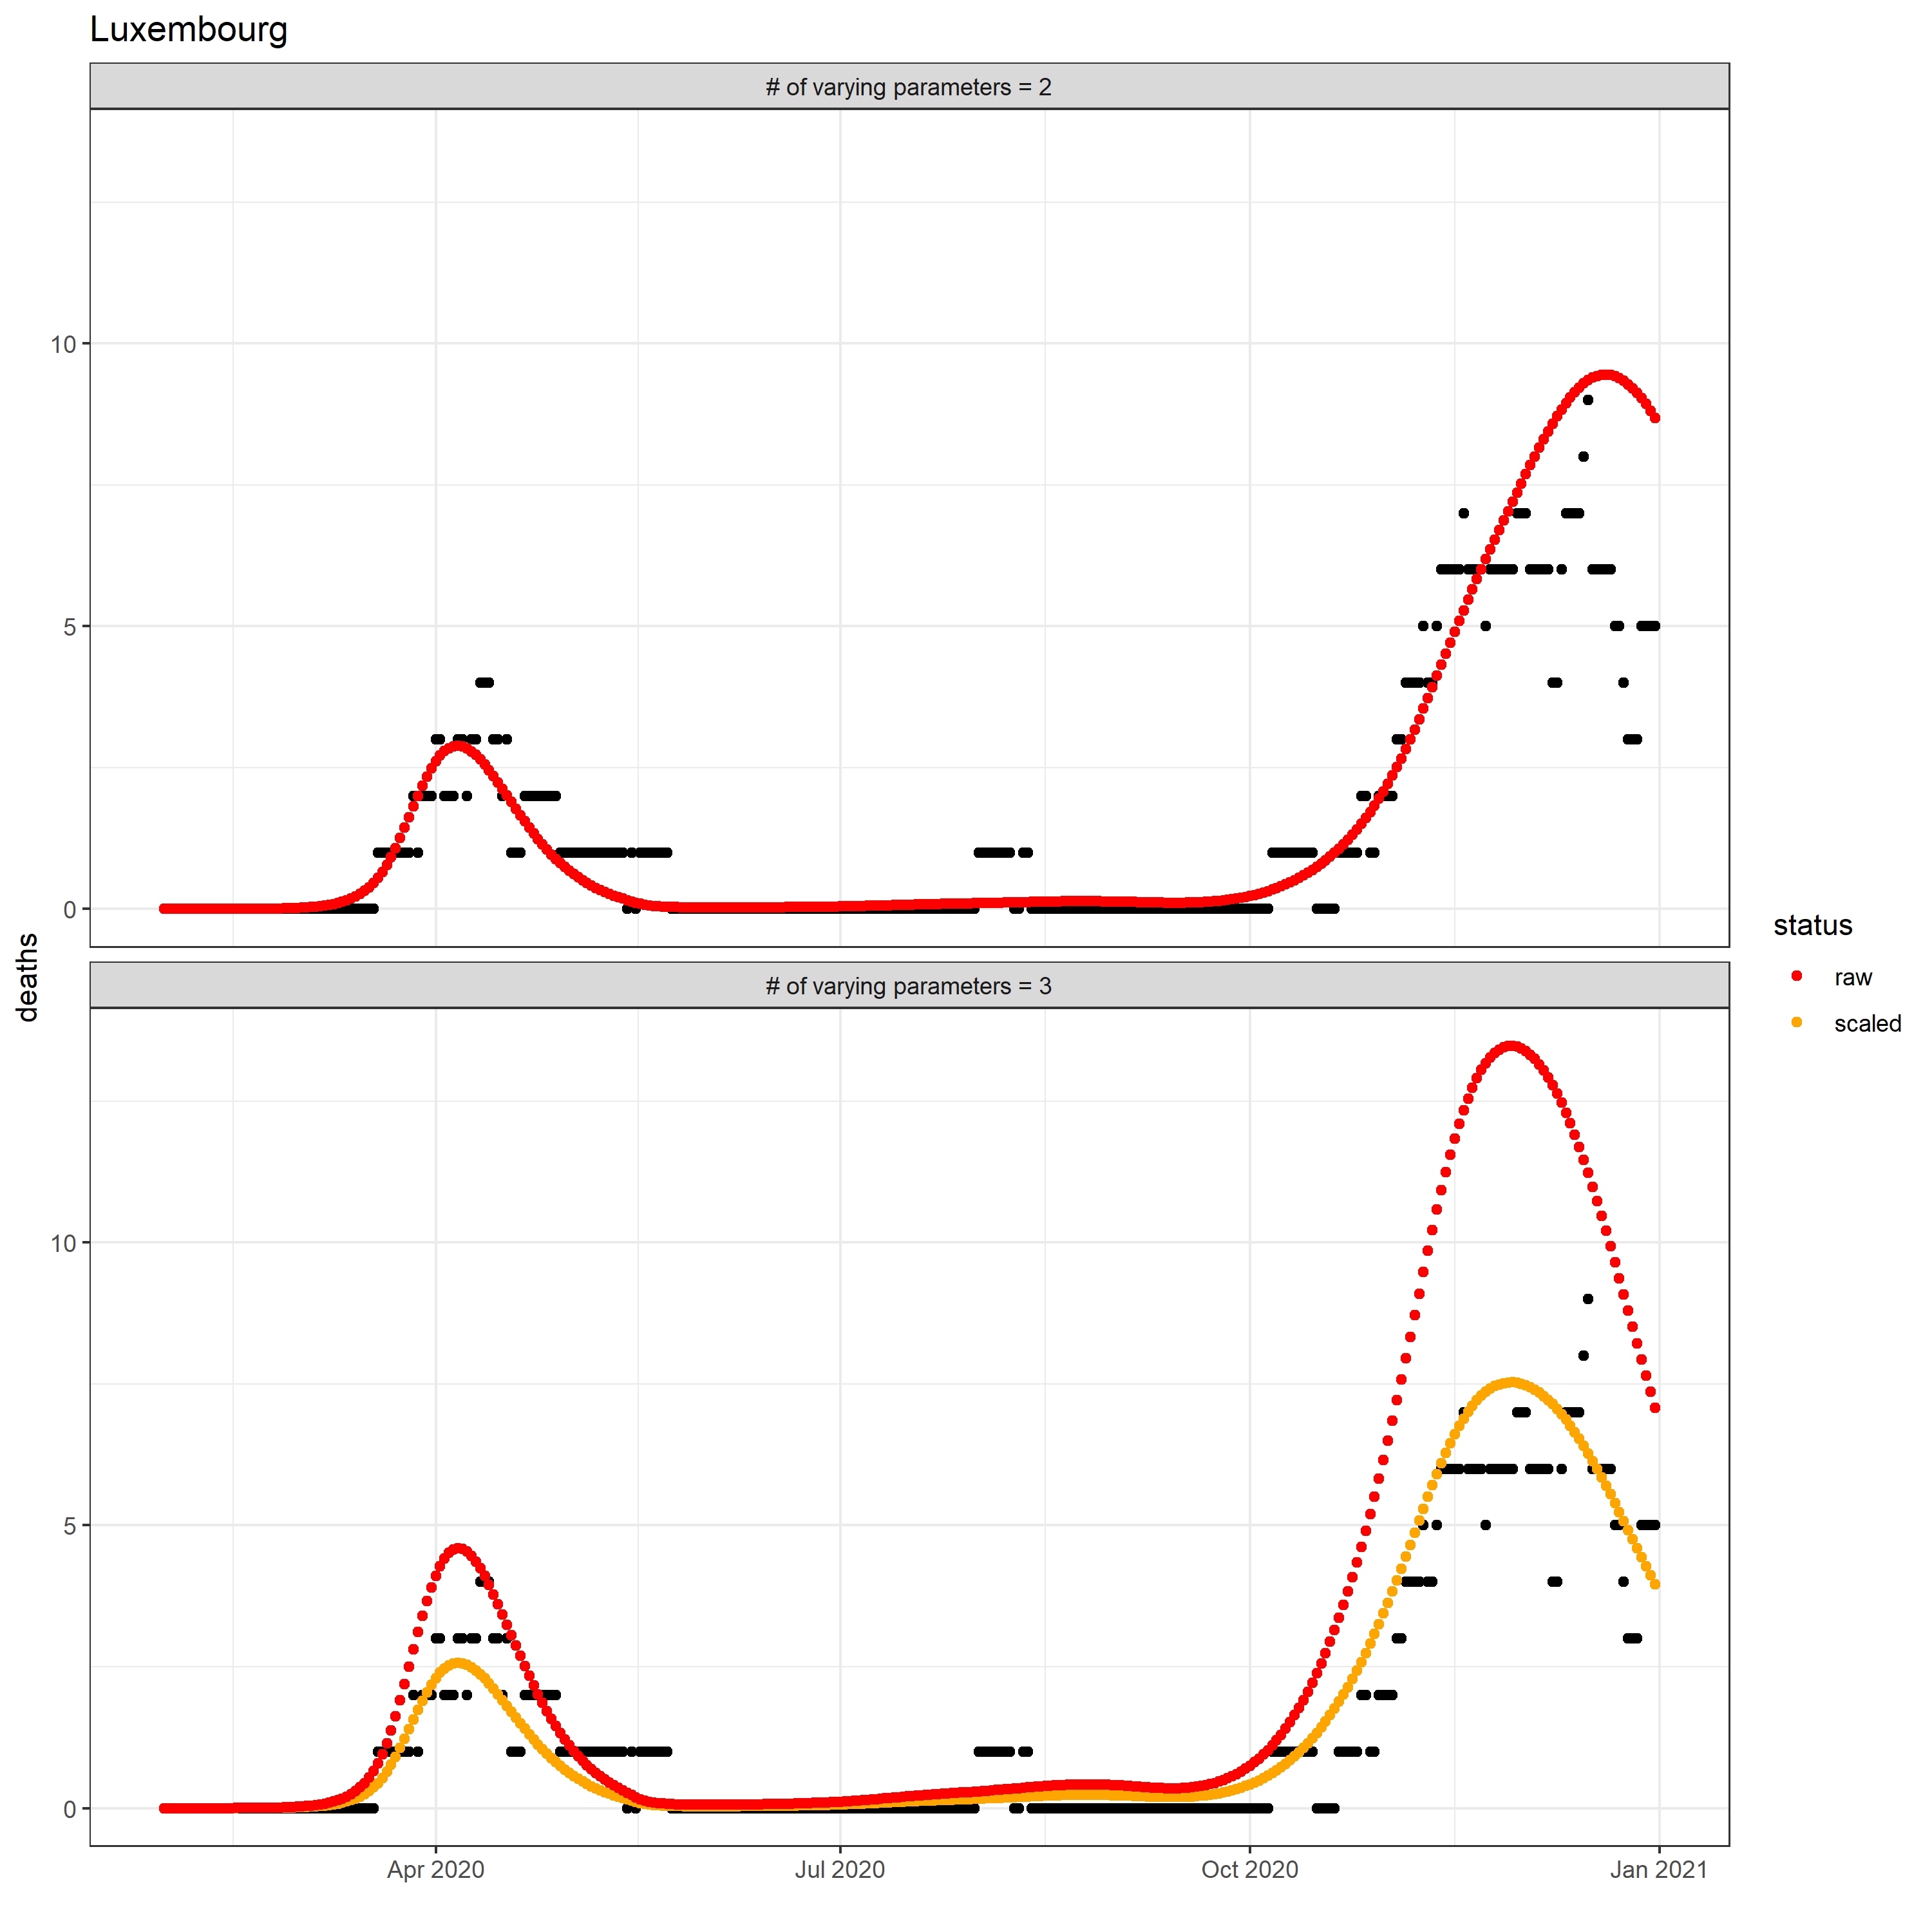 Luxembourg
# of varying parameters = 2
10
5
0
deaths
# of varying parameters = 3
10
5
0
Apr 2020
Jul 2020
Oct 2020
Jan 2021
status
raw
scaled